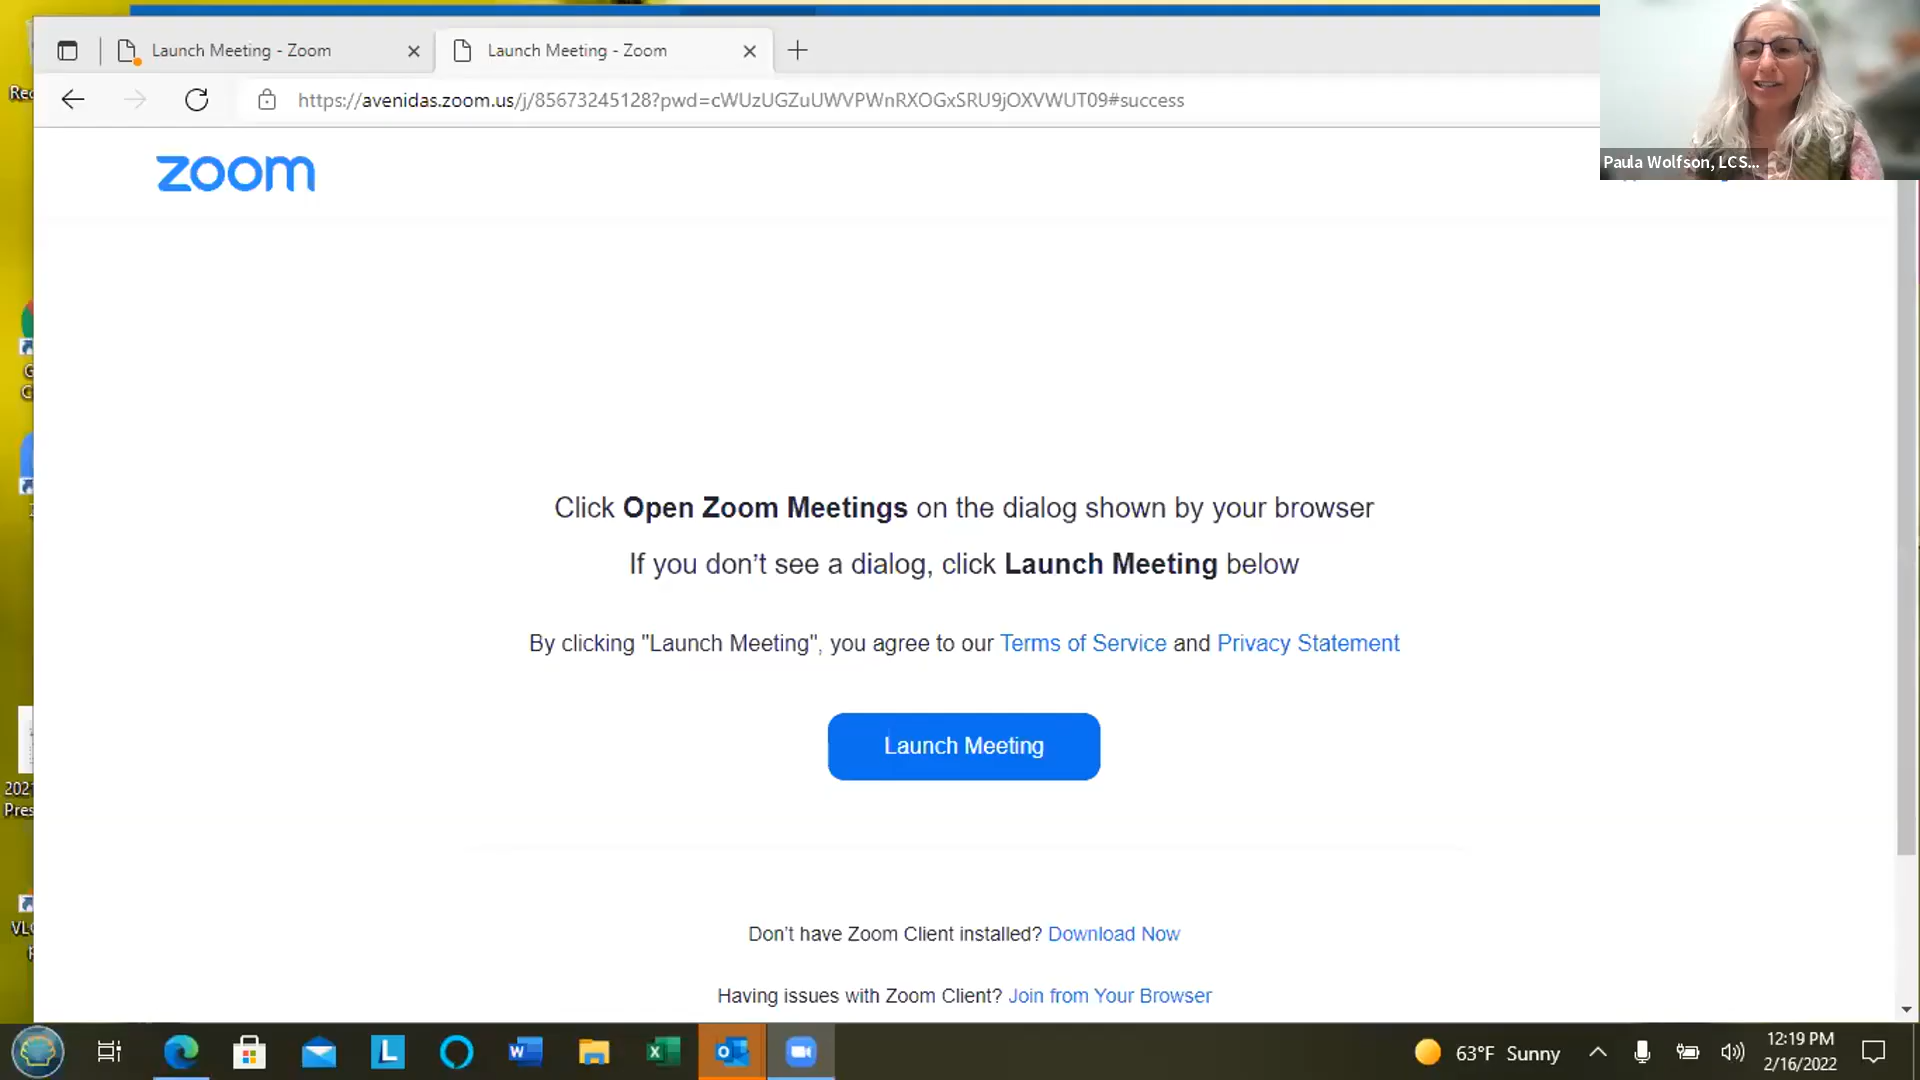 Launch Meeting - Zoom
Launch Meeting - Zoom
https://avenidas.zoom.us/j/85673245128?pwd=cWUzUGZuUWVPWnRXOGxSRU9jOXVWUT09#success
Paula Wolfson, LCS...
zoom
Click Open Zoom Meetings on the dialog shown by your browser
If you don't see a dialog, click Launch Meeting below
By clicking "Launch Meeting", you agree to our Terms of Service and Privacy Statement
Launch Meeting
Don't have Zoom Client installed? Download Now
Having issues with Zoom Client? Join from Your Browser
63°F Sunny
12:19 PM
2/16/2022